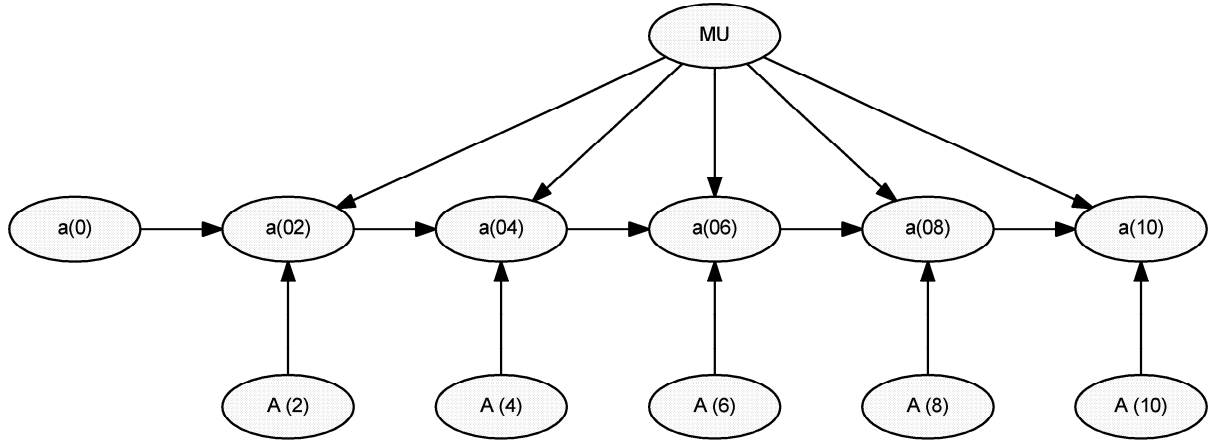 MU
a(0)
a(02)
a(04)
a(06)
a(08)
a(10)
A (2)
A (4)
A (6)
A (8)
A (10)